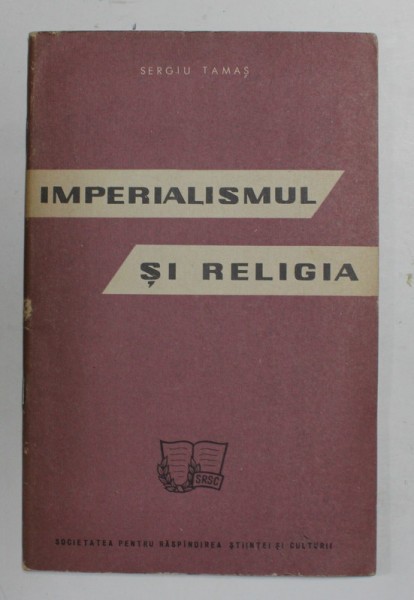 SERGIU TAMAȘ
IMPERIALISMUL
ȘI RELIGIA
SRSC
SOCIETATEA PENTRU RĂSPÎNDIREA ȘTIINȚEI ȘI CULTURII